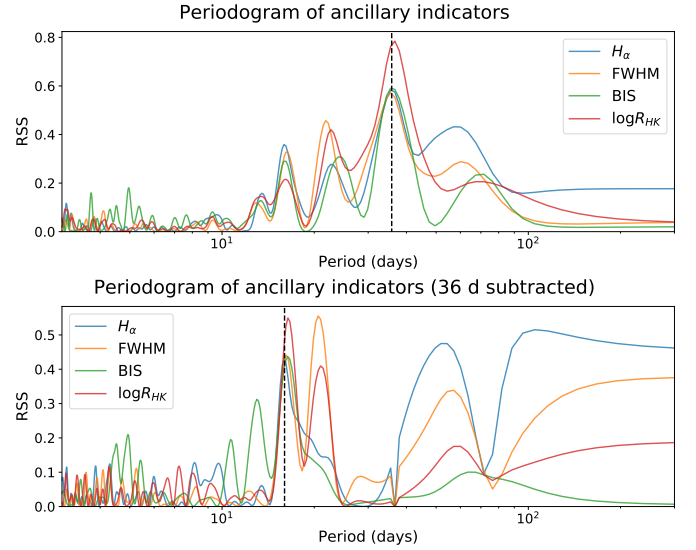 Periodogram of ancillary indicators
RSS
0.8
0.6
0.4
0.2
0.0
Hα
FWHM
BIS
logR_HK
10¹
10²
Period (days)
Periodogram of ancillary indicators (36 d subtracted)
RSS
0.5
0.4
0.3
0.2
0.1
0.0
Hα
FWHM
BIS
logR_HK
10¹
10²
Period (days)